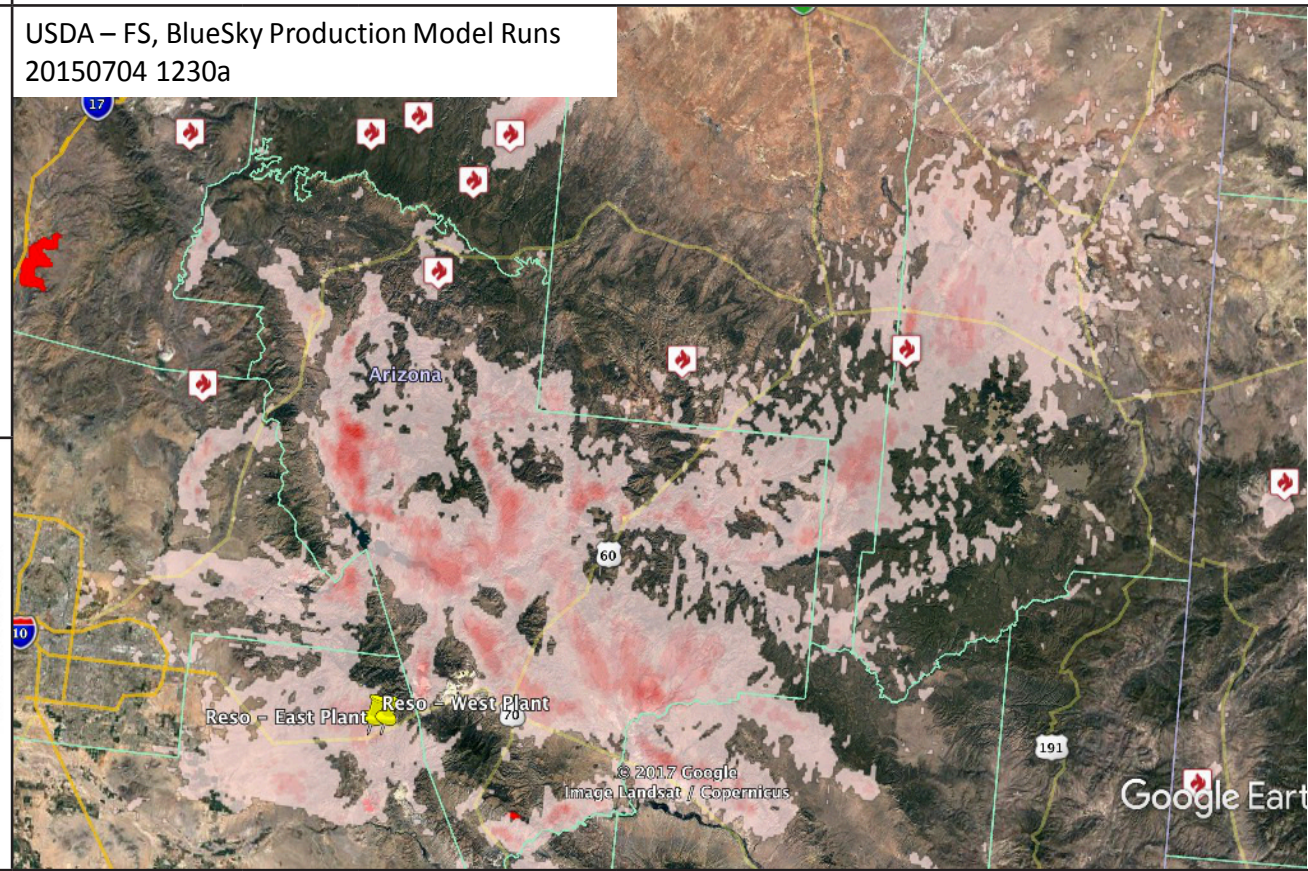 USDA – FS, BlueSky Production Model Runs
20150704 1230a
17
Arizona
60
10
Reso - West Plant
Reso - East Plant
70
191
© 2017 Google
Image Landsat / Copernicus
Google Eart